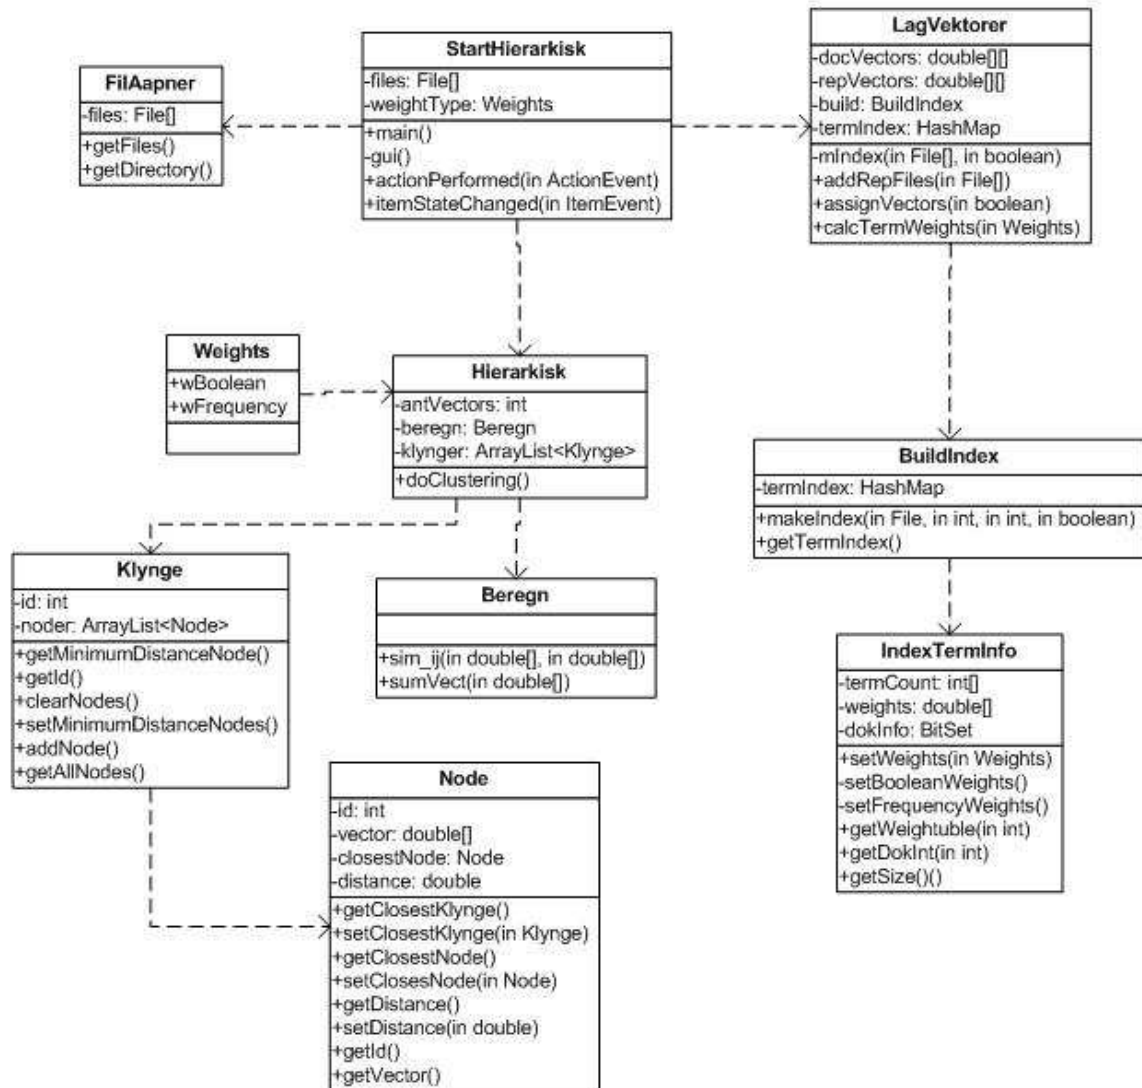 StartHierarkisk
-files: File[]
-weightType: Weights
+main()
-gui()
+actionPerformed(in ActionEvent)
+itemStateChanged(in ItemEvent)
LagVektorer
-docVectors: double[][]
-repVectors: double[][]
-build: BuildIndex
-termIndex: HashMap
-mIndex(in File[], in boolean)
+addRepFiles(in File[])
+assignVectors(in boolean)
+calcTermWeights(in Weights)
FilAapner
-files: File[]
+getFiles()
+getDirectory()
Weights
+wBoolean
+wFrequency
Hierarkisk
-antVectors: int
-beregn: Beregn
-klynger: ArrayList<Klynge>
+doClustering()
BuildIndex
-termIndex: HashMap
+makeIndex(in File, in int, in int, in boolean)
+getTermIndex()
Klynge
-id: int
-noder: ArrayList<Node>
+getMinimumDistanceNode()
+getId()
+clearNodes()
+setMinimumDistanceNodes()
+addNode()
+getAllNodes()
Beregn
+sim_ij(in double[], in double[])
+sumVect(in double[])
IndexTermInfo
-termCount: int[]
-weights: double[]
-dokInfo: BitSet
+setWeights(in Weights)
-setBooleanWeights()
-setFrequencyWeights()
+getWeightuble(in int)
+getDokInt(in int)
+getSize()()
Node
-id: int
-vector: double[]
-closestNode: Node
-distance: double
+getClosestKlynge()
+setClosestKlynge(in Klynge)
+getClosestNode()
+setClosesNode(in Node)
+getDistance()
+setDistance(in double)
+getId()
+getVector()